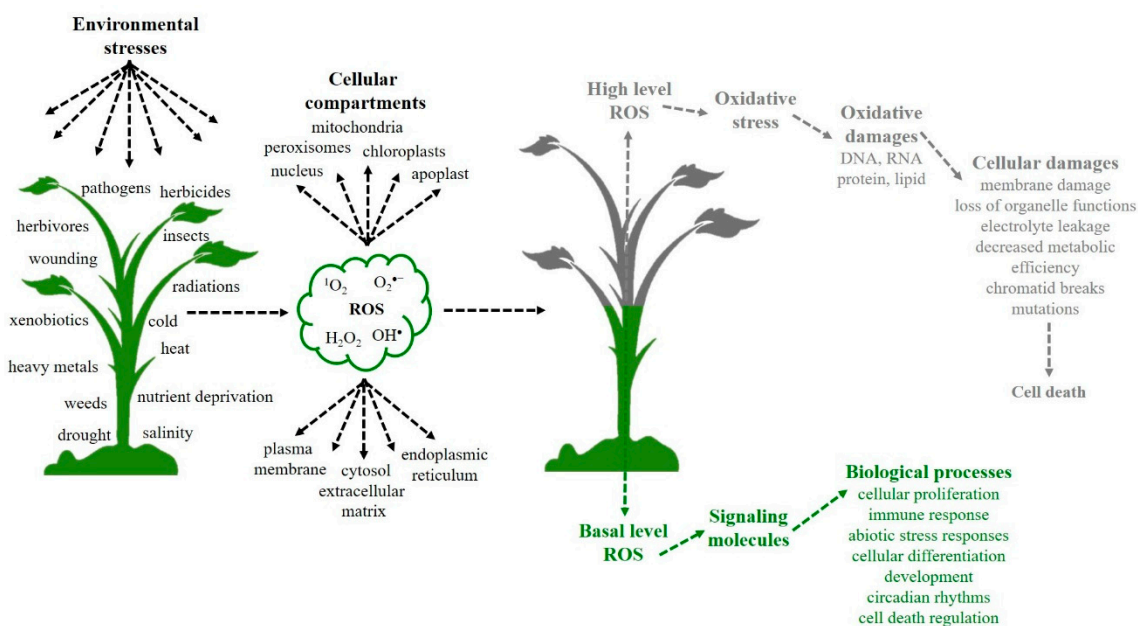 Environmental
stresses
pathogens
herbicides
herbivores
insects
wounding
radiations
xenobiotics
cold
heat
heavy metals
nutrient deprivation
weeds
drought
salinity
Cellular
compartments
mitochondria
peroxisomes
chloroplasts
nucleus
apoplast
¹O₂
O₂•−
ROS
H₂O₂
OH•
plasma
membrane
cytosol
extracellular
matrix
endoplasmic
reticulum
High level
ROS
Oxidative
stress
Oxidative
damages
DNA, RNA
protein, lipid
Cellular damages
membrane damage
loss of organelle functions
electrolyte leakage
decreased metabolic
efficiency
chromatid breaks
mutations
Cell death
Basal level
ROS
Signaling
molecules
Biological processes
cellular proliferation
immune response
abiotic stress responses
cellular differentiation
development
circadian rhythms
cell death regulation